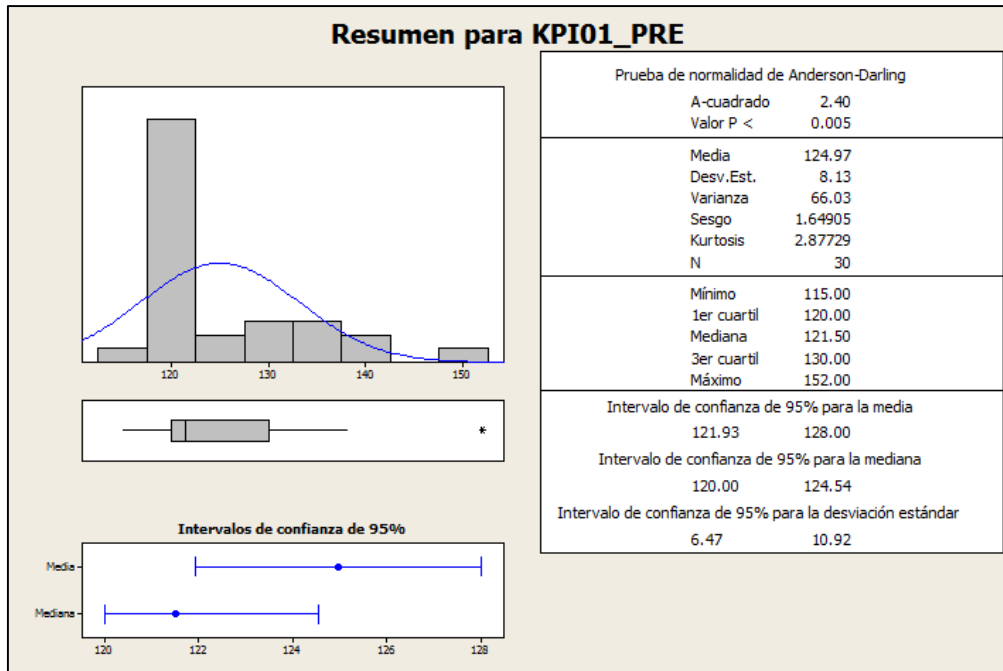 Resumen para KPI01_PRE
120 130 140 150
Intervalos de confianza de 95%
Media
Mediana
120 122 124 126 128
Prueba de normalidad de Anderson-Darling
A-cuadrado 2.40
Valor P < 0.005
Media 124.97
Desv.Est. 8.13
Varianza 66.03
Sesgo 1.64905
Kurtosis 2.87729
N 30
Mínimo 115.00
1er cuartil 120.00
Mediana 121.50
3er cuartil 130.00
Máximo 152.00
Intervalo de confianza de 95% para la media
121.93 128.00
Intervalo de confianza de 95% para la mediana
120.00 124.54
Intervalo de confianza de 95% para la desviación estándar
6.47 10.92